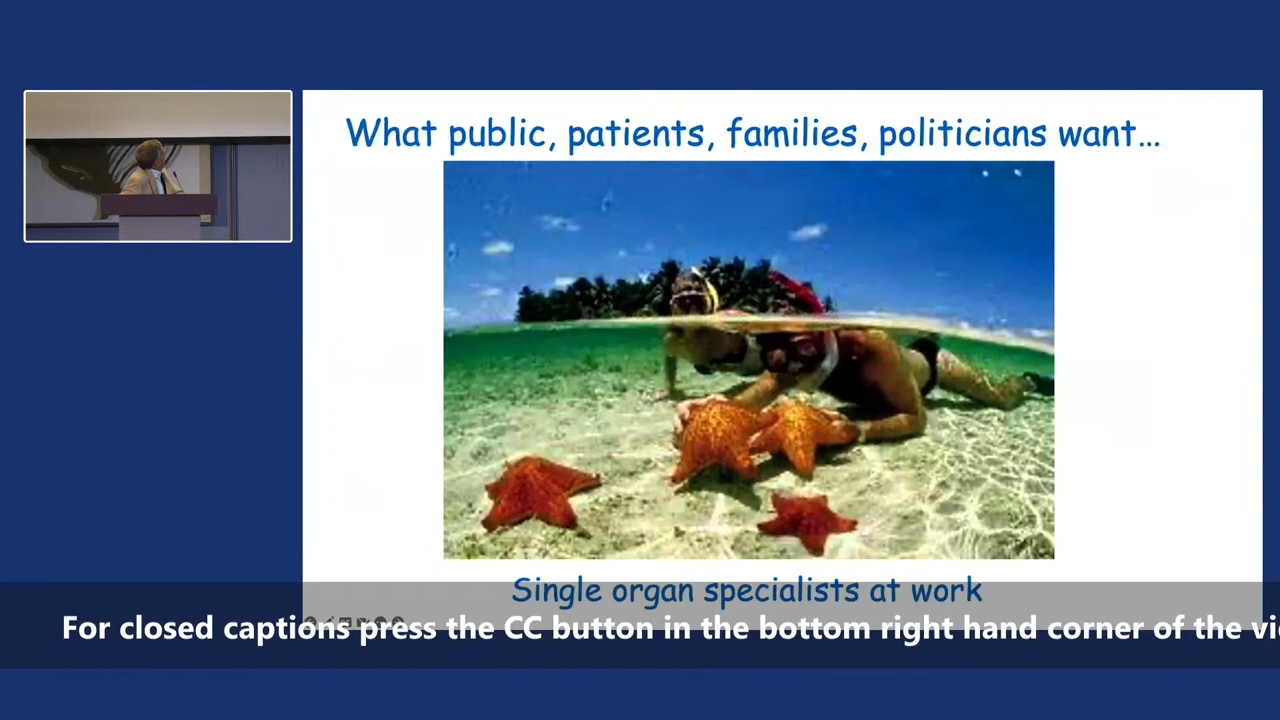 What public, patients, families, politicians want...
Single organ specialists at work
For closed captions press the CC button in the bottom right hand corner of the